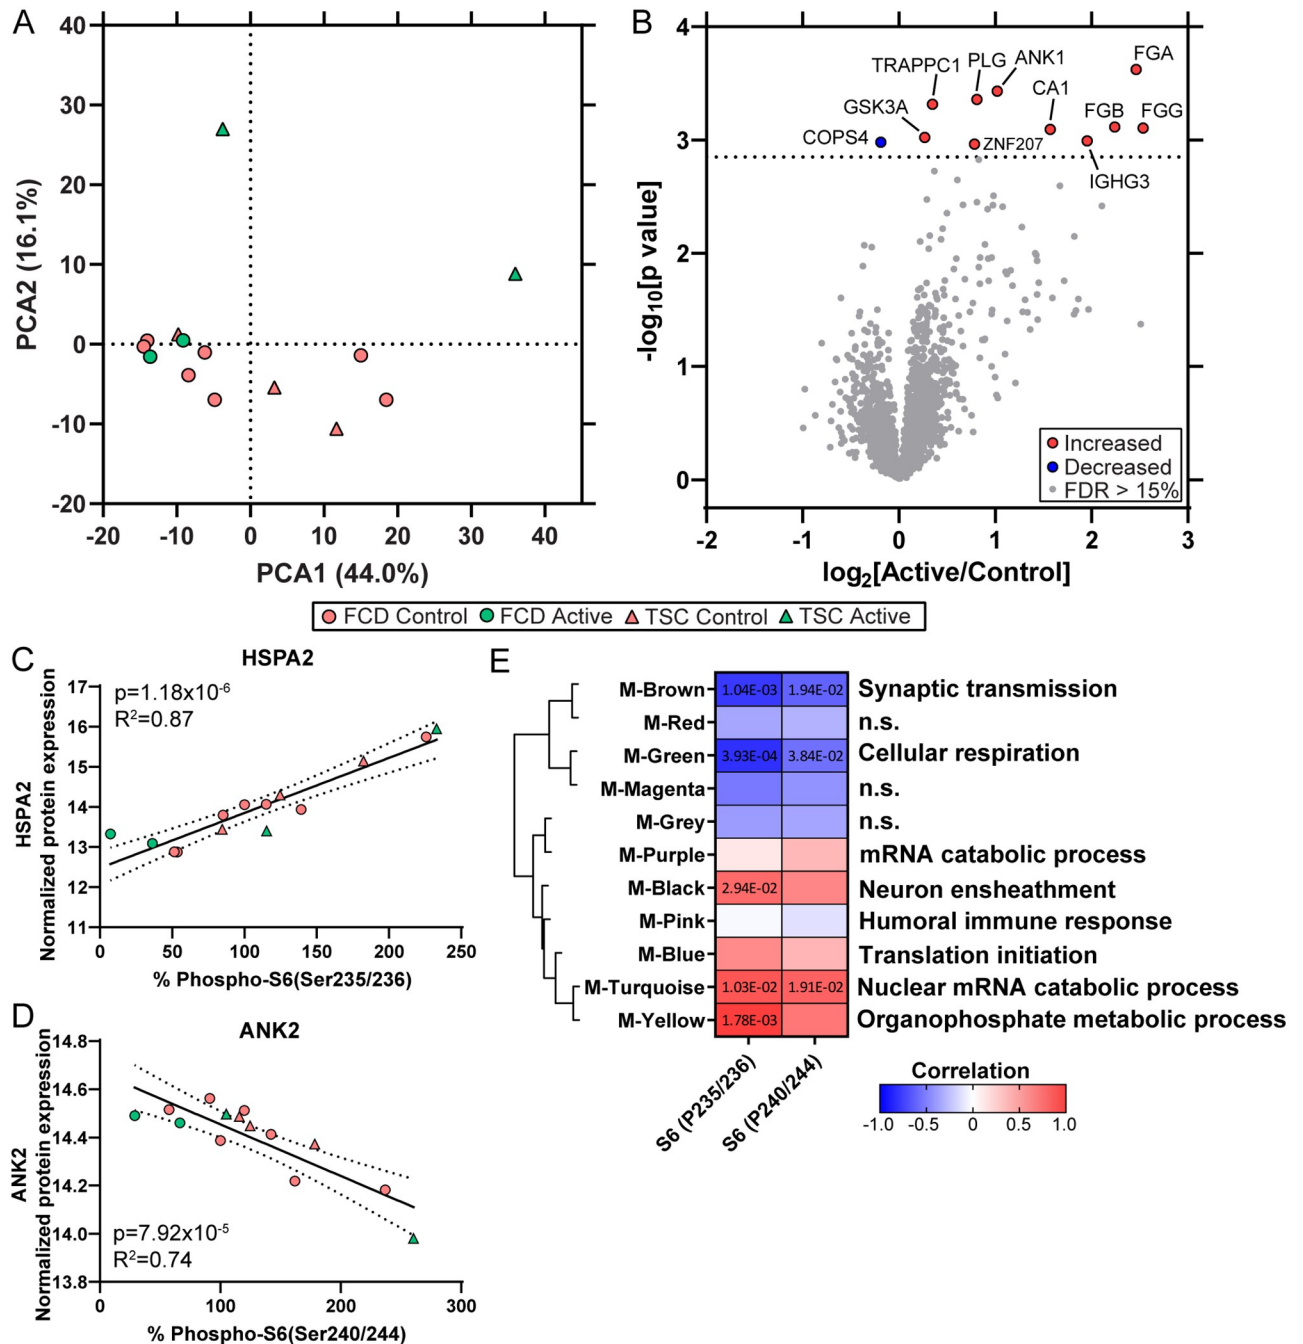 A
40
30
20
10
0
-10
-20
PCA2 (16.1%)
-20 -10 0 10 20 30 40
PCA1 (44.0%)
B
4
3
2
1
0
-log10[p value]
FGA
TRAPPC1 PLG ANK1
CA1
GSK3A
FGB FGG
COPS4
ZNF207
IGHG3
Increased
Decreased
FDR > 15%
-2 -1 0 1 2 3
log2[Active/Control]
FCD Control FCD Active TSC Control TSC Active
C
HSPA2
p=1.18x10-6
R2=0.87
17
16
15
14
13
12
11
HSPA2
Normalized protein expression
0 50 100 150 200 250
% Phospho-S6(Ser235/236)
D
ANK2
14.8
14.6
14.4
14.2
14.0
13.8
ANK2
Normalized protein expression
p=7.92x10-5
R2=0.74
0 100 200 300
% Phospho-S6(Ser240/244)
E
M-Brown 1.04E-03 1.94E-02 Synaptic transmission
M-Red n.s.
M-Green 3.93E-04 3.84E-02 Cellular respiration
M-Magenta n.s.
M-Grey n.s.
M-Purple mRNA catabolic process
M-Black 2.94E-02 Neuron ensheathment
M-Pink Humoral immune response
M-Blue Translation initiation
M-Turquoise 1.03E-02 1.91E-02 Nuclear mRNA catabolic process
M-Yellow 1.78E-03 Organophosphate metabolic process
S6 (P235/236)
S6 (P240/244)
Correlation
-1.0 -0.5 0 0.5 1.0